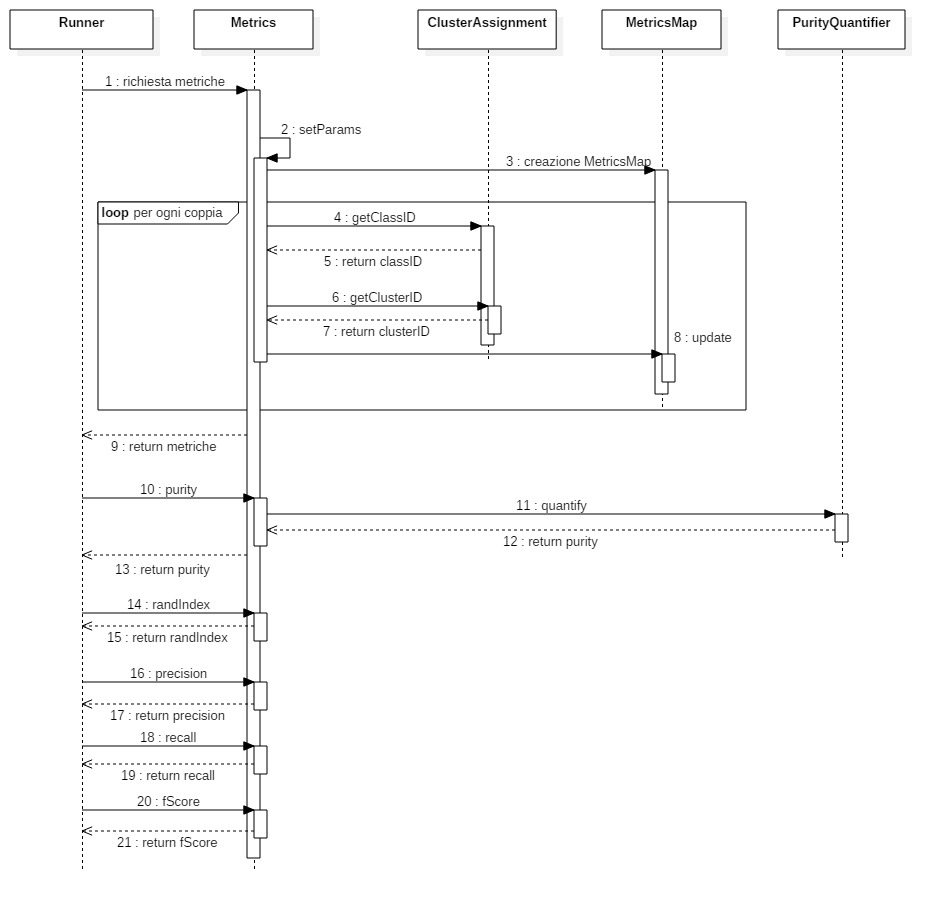 Runner
Metrics
ClusterAssignment
MetricsMap
PurityQuantifier
1 : richiesta metriche
2 : setParams
3 : creazione MetricsMap
loop per ogni coppia
4 : getClassID
5 : return classID
6 : getClusterID
7 : return clusterID
8 : update
9 : return metriche
10 : purity
11 : quantify
12 : return purity
13 : return purity
14 : randIndex
15 : return randIndex
16 : precision
17 : return precision
18 : recall
19 : return recall
20 : fScore
21 : return fScore